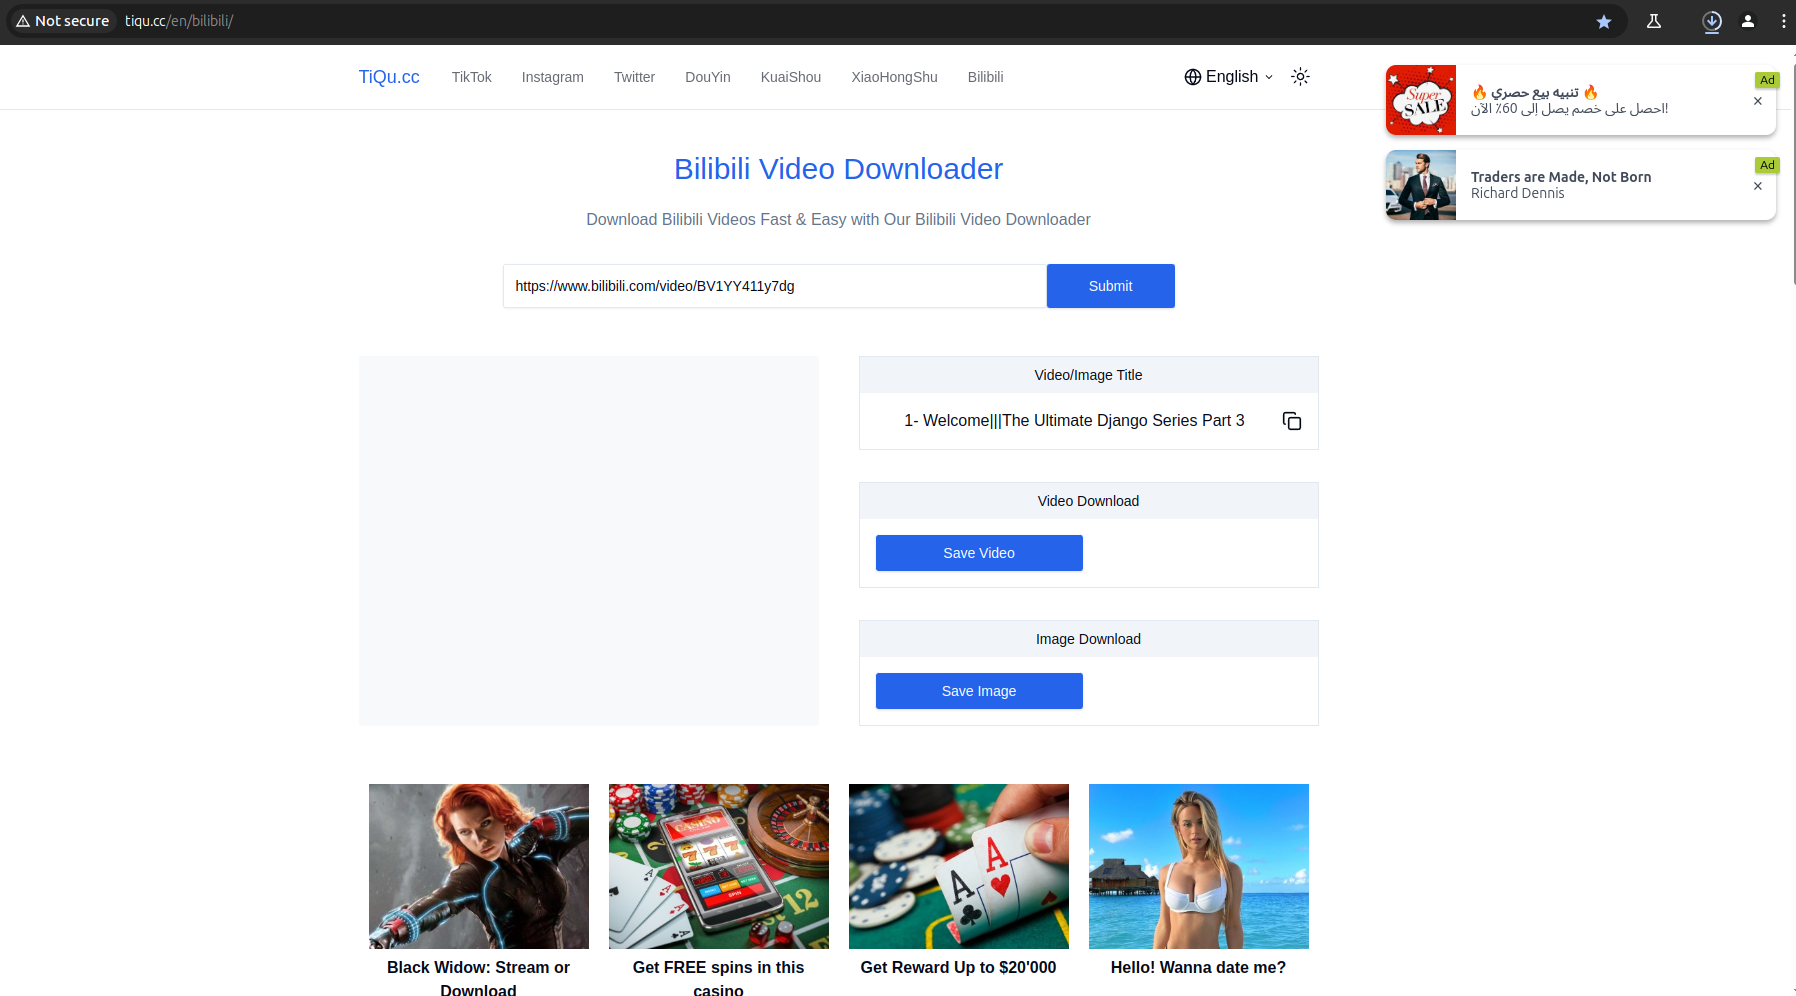 Not secure tiqu.cc/en/bilibili/
TiQu.cc TikTok Instagram Twitter DouYin KuaiShou XiaoHongShu Bilibili English
Ad
🔥 تنبيه بيع حصري 🔥
احصل على خصم يصل إلى 60٪ الآن!
Super SALE
Ad
Traders are Made, Not Born
Richard Dennis
Bilibili Video Downloader
Download Bilibili Videos Fast & Easy with Our Bilibili Video Downloader
https://www.bilibili.com/video/BV1YY411y7dg Submit
Video/Image Title
1- Welcome|||The Ultimate Django Series Part 3
Video Download
Save Video
Image Download
Save Image
CASINO
777
SPIN
12
A
A
Black Widow: Stream or
Download
Get FREE spins in this
casino
Get Reward Up to $20'000
Hello! Wanna date me?